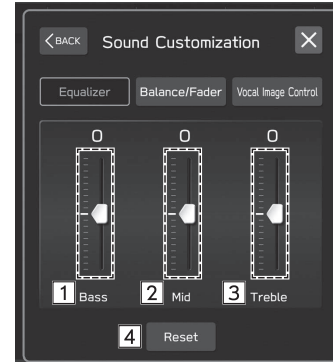 BACK Sound Customization
Equalizer Balance/Fader Vocal Image Control
0 0 0
1 Bass 2 Mid 3 Treble
4 Reset